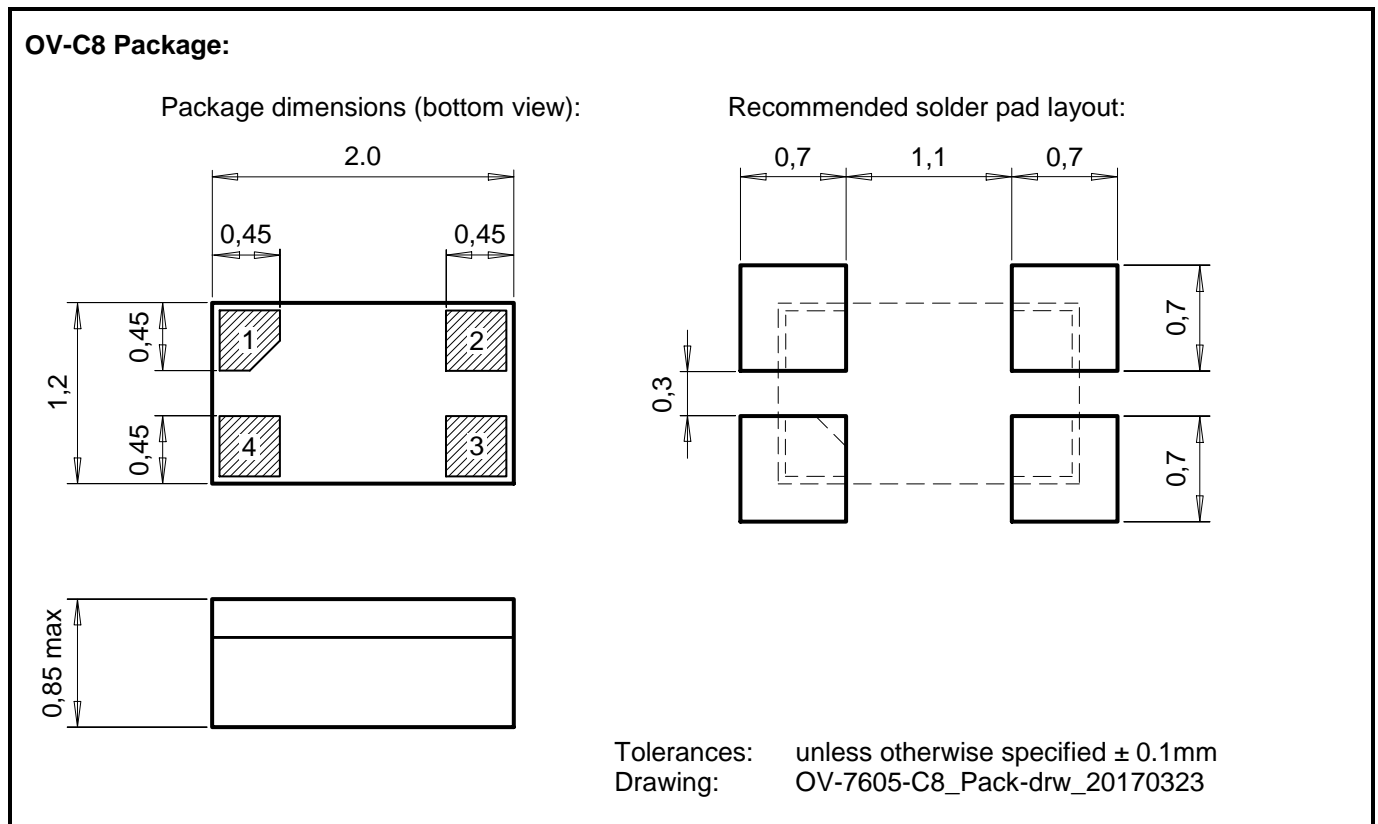 OV-C8 Package:
Package dimensions (bottom view):
Recommended solder pad layout:
2.0
0,45
0,45
1,2
0,45
0,45
1
2
4
3
0,7
1,1
0,7
0,7
0,3
0,7
0,85 max
Tolerances: unless otherwise specified ± 0.1mm
Drawing: OV-7605-C8_Pack-drw_20170323